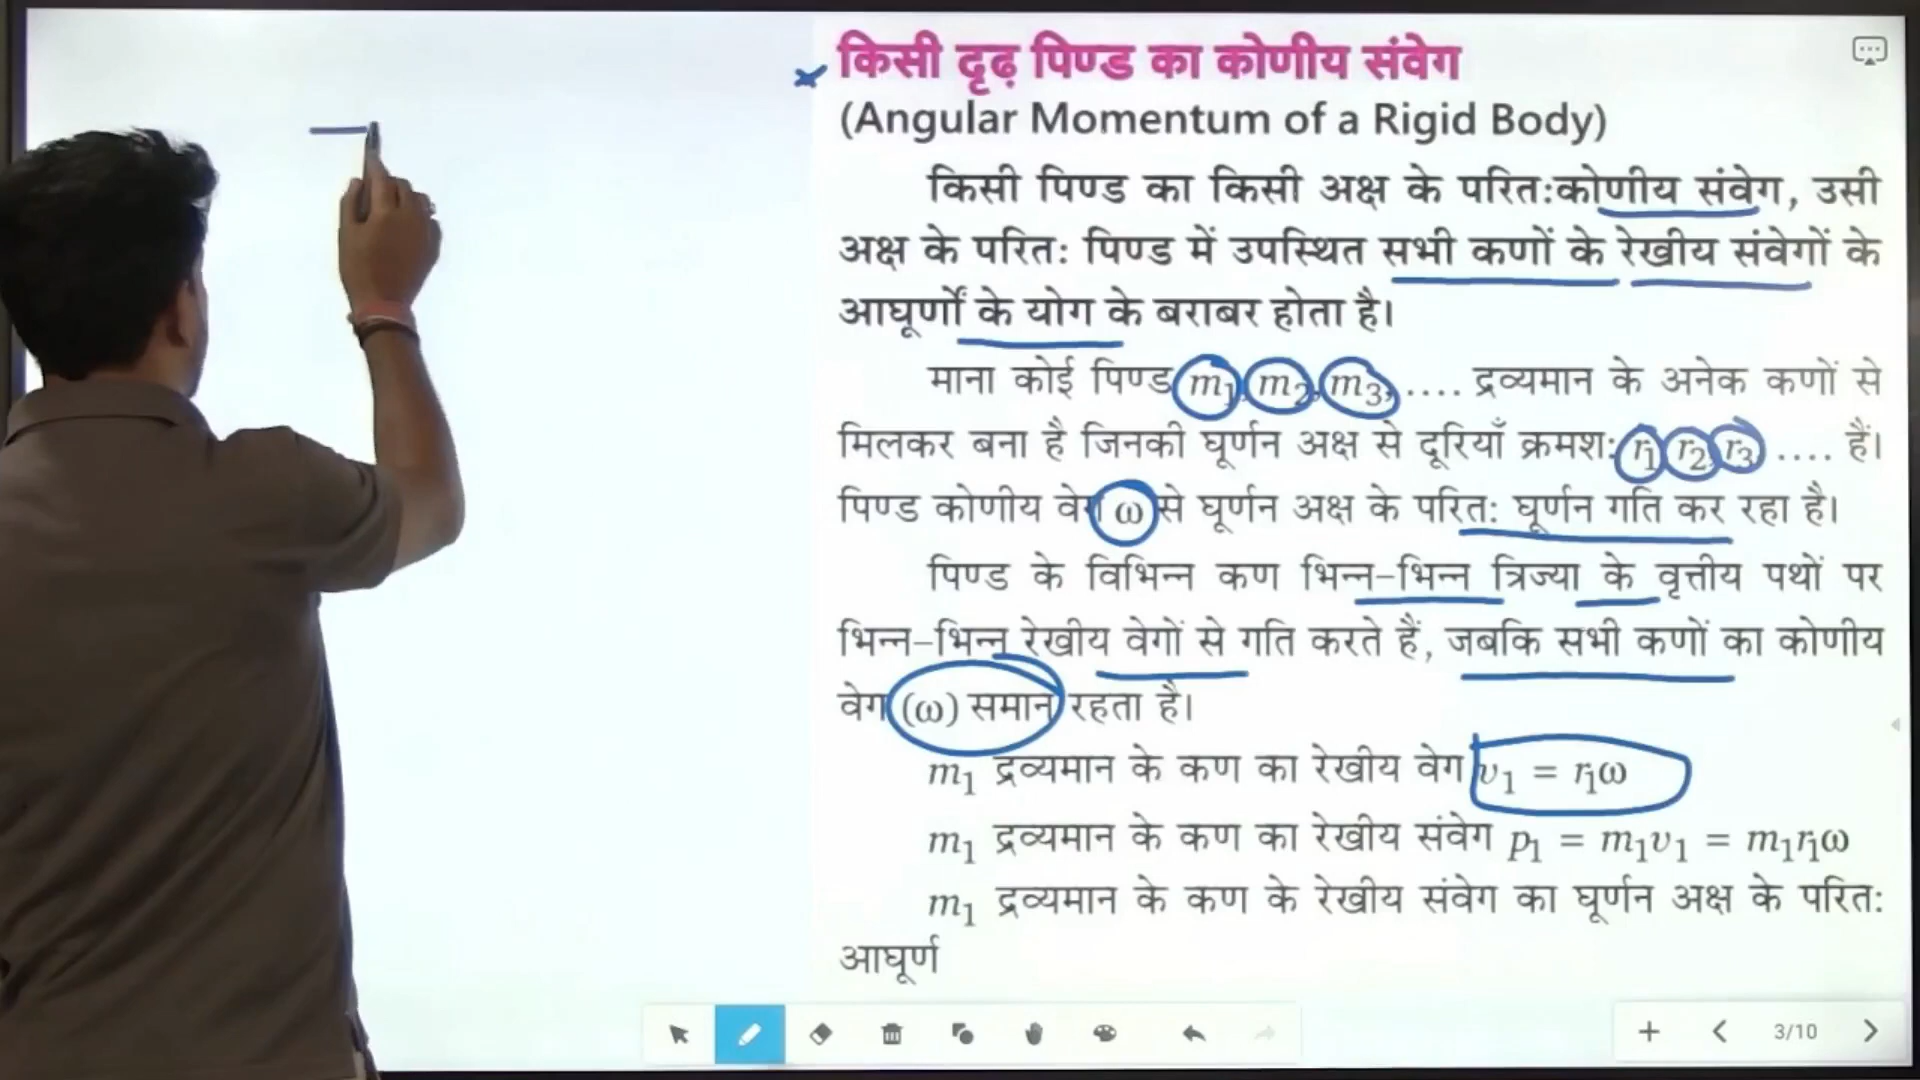 किसी दृढ़ पिण्ड का कोणीय संवेग
(Angular Momentum of a Rigid Body)
किसी पिण्ड का किसी अक्ष के परितः कोणीय संवेग, उसी
अक्ष के परितः पिण्ड में उपस्थित सभी कणों के रेखीय संवेगों के
आघूर्णों के योग के बराबर होता है।
माना कोई पिण्ड m₁, m₂, m₃, .... द्रव्यमान के अनेक कणों से
मिलकर बना है जिनकी घूर्णन अक्ष से दूरियाँ क्रमशः r₁, r₂, r₃ .... हैं।
पिण्ड कोणीय वेग ω से घूर्णन अक्ष के परितः घूर्णन गति कर रहा है।
पिण्ड के विभिन्न कण भिन्न-भिन्न त्रिज्या के वृत्तीय पथों पर
भिन्न-भिन्न रेखीय वेगों से गति करते हैं, जबकि सभी कणों का कोणीय
वेग (ω) समान रहता है।
m₁ द्रव्यमान के कण का रेखीय वेग v₁ = r₁ω
m₁ द्रव्यमान के कण का रेखीय संवेग p₁ = m₁v₁ = m₁r₁ω
m₁ द्रव्यमान के कण के रेखीय संवेग का घूर्णन अक्ष के परितः
आघूर्ण
3/10